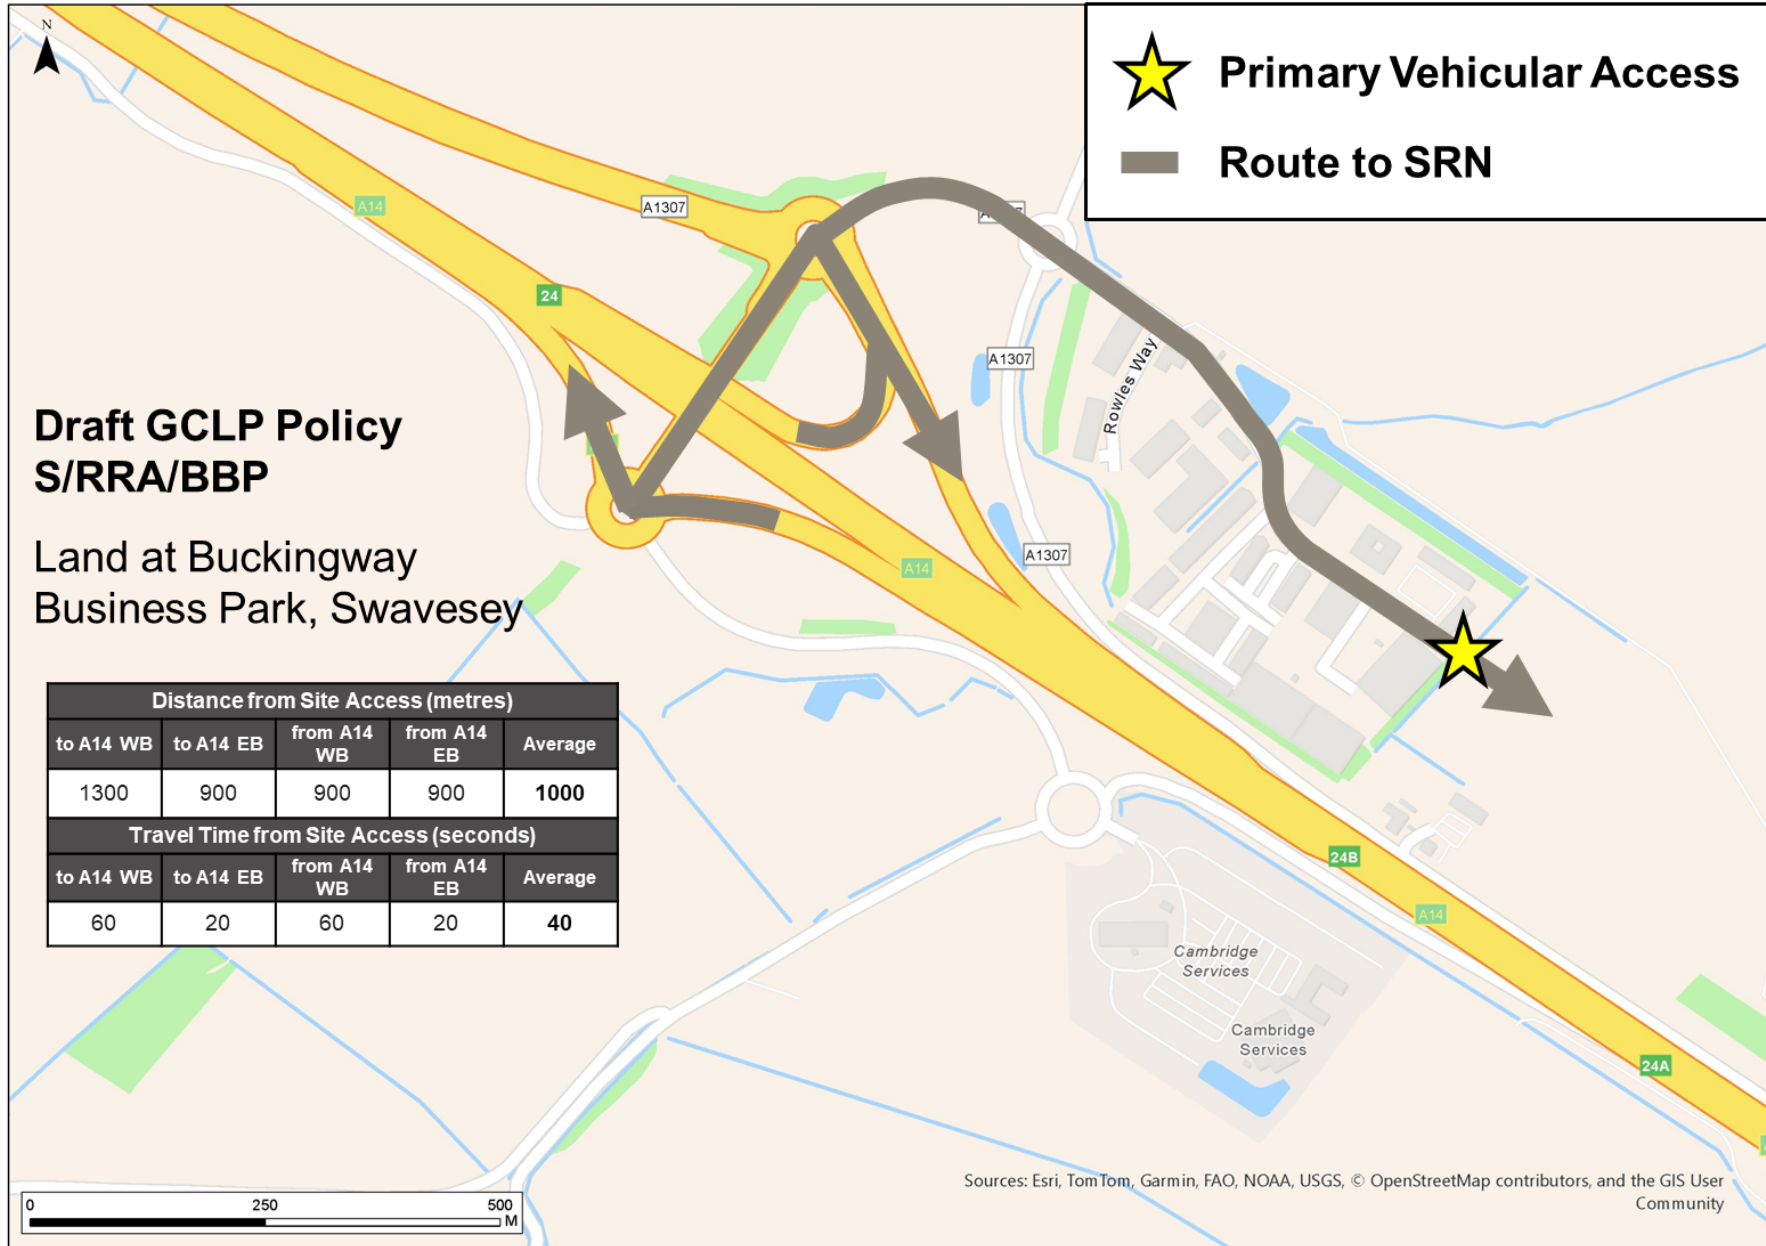 N
Primary Vehicular Access
Route to SRN
A14
A1307
24
A1307
Rowles Way
A1307
A14
Draft GCLP Policy
S/RRA/BBP
Land at Buckingway
Business Park, Swavesey
Distance from Site Access (metres)
to A14 WB to A14 EB from A14 WB from A14 EB Average
1300 900 900 900 1000
Travel Time from Site Access (seconds)
to A14 WB to A14 EB from A14 WB from A14 EB Average
60 20 60 20 40
24B
A14
Cambridge
Services
Cambridge
Services
24A
Sources: Esri, TomTom, Garmin, FAO, NOAA, USGS, © OpenStreetMap contributors, and the GIS User
Community
0 250 500
M